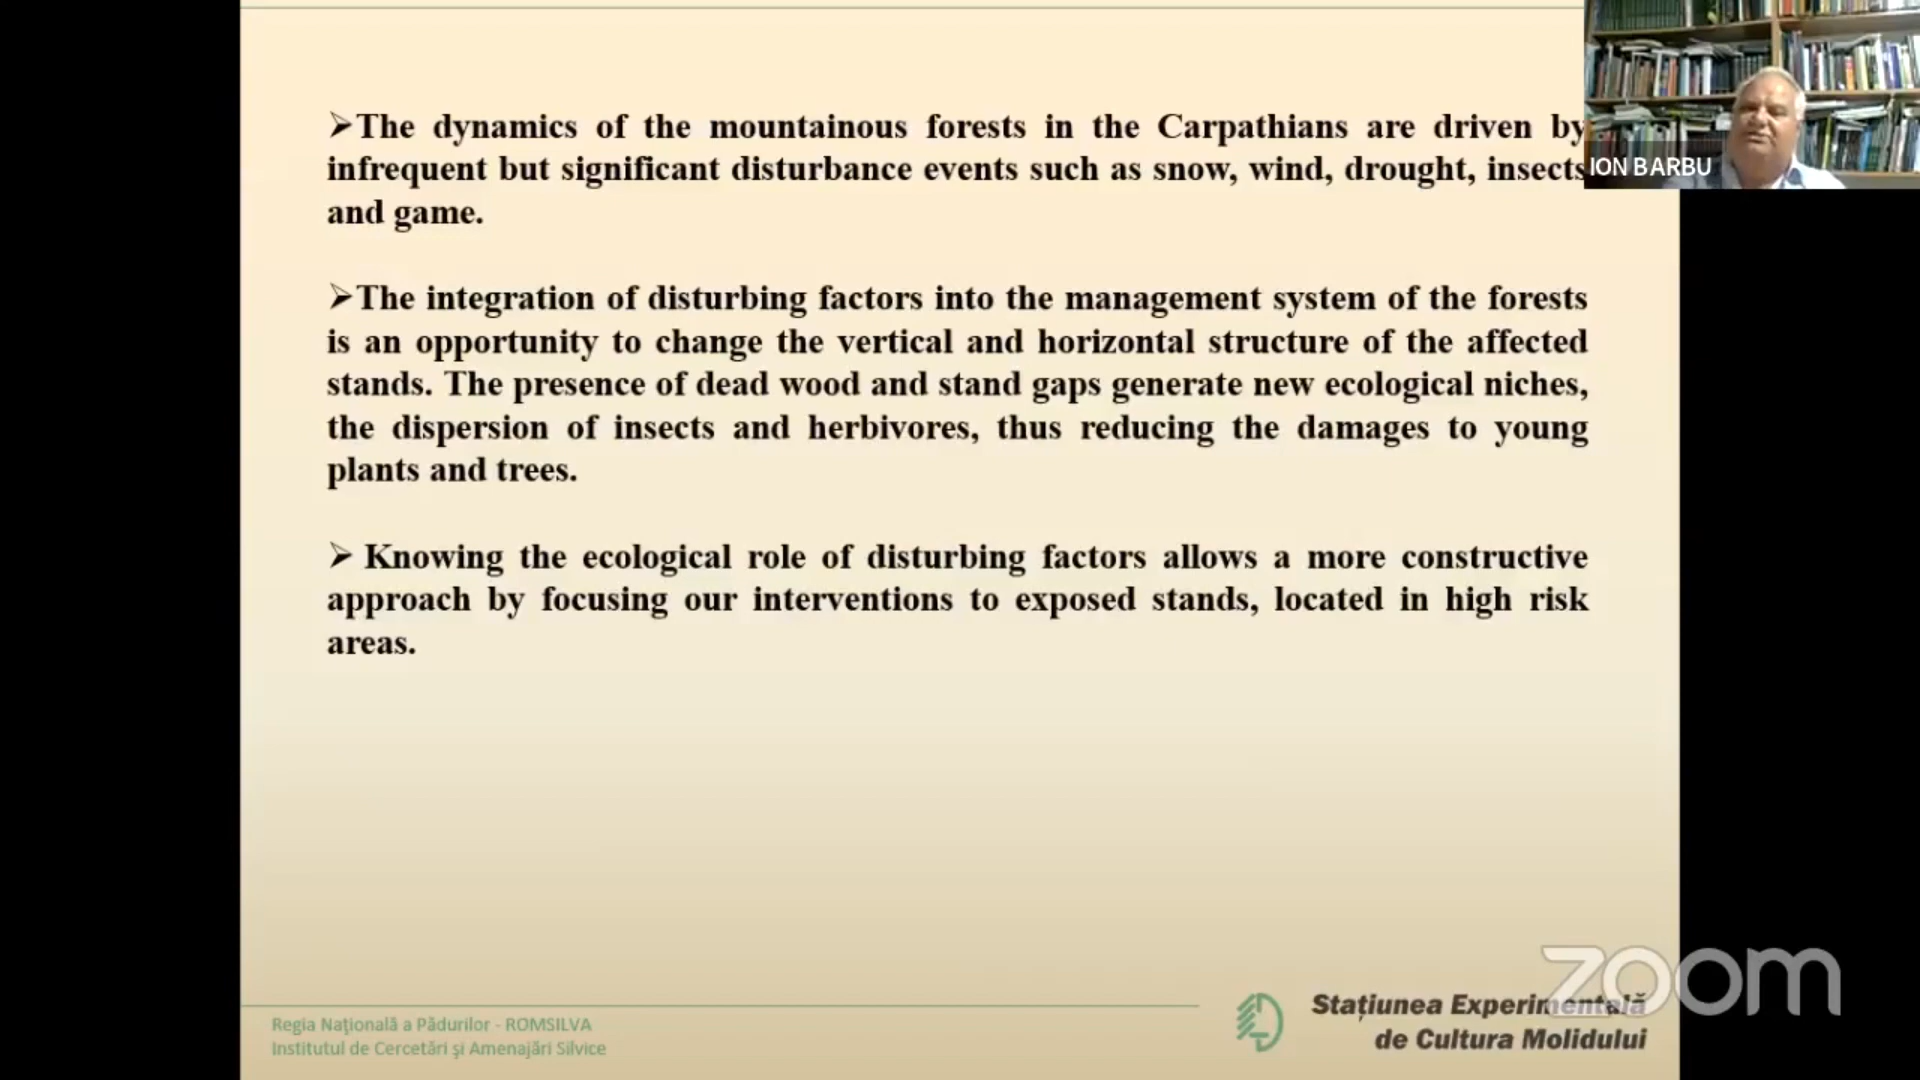 ➢The dynamics of the mountainous forests in the Carpathians are driven by
infrequent but significant disturbance events such as snow, wind, drought, insects
and game.
➢The integration of disturbing factors into the management system of the forests
is an opportunity to change the vertical and horizontal structure of the affected
stands. The presence of dead wood and stand gaps generate new ecological niches,
the dispersion of insects and herbivores, thus reducing the damages to young
plants and trees.
➢ Knowing the ecological role of disturbing factors allows a more constructive
approach by focusing our interventions to exposed stands, located in high risk
areas.
ION BARBU
Regia Naţională a Pădurilor - ROMSILVA
Institutul de Cercetări şi Amenajări Silvice
Stațiunea Experimentală
de Cultura Molidului
zoom